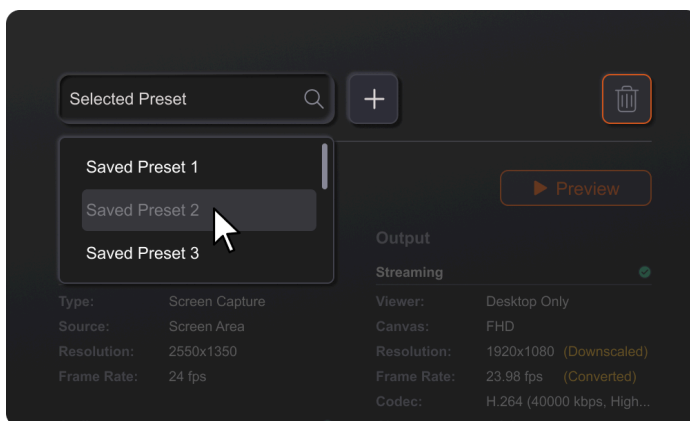 Selected Preset
Saved Preset 1
Saved Preset 2
Saved Preset 3
Preview
Output
Streaming
Type: Screen Capture
Source: Screen Area
Resolution: 2550x1350
Frame Rate: 24 fps
Viewer: Desktop Only
Canvas: FHD
Resolution: 1920x1080 (Downscaled)
Frame Rate: 23.98 fps (Converted)
Codec: H.264 (40000 kbps, High...